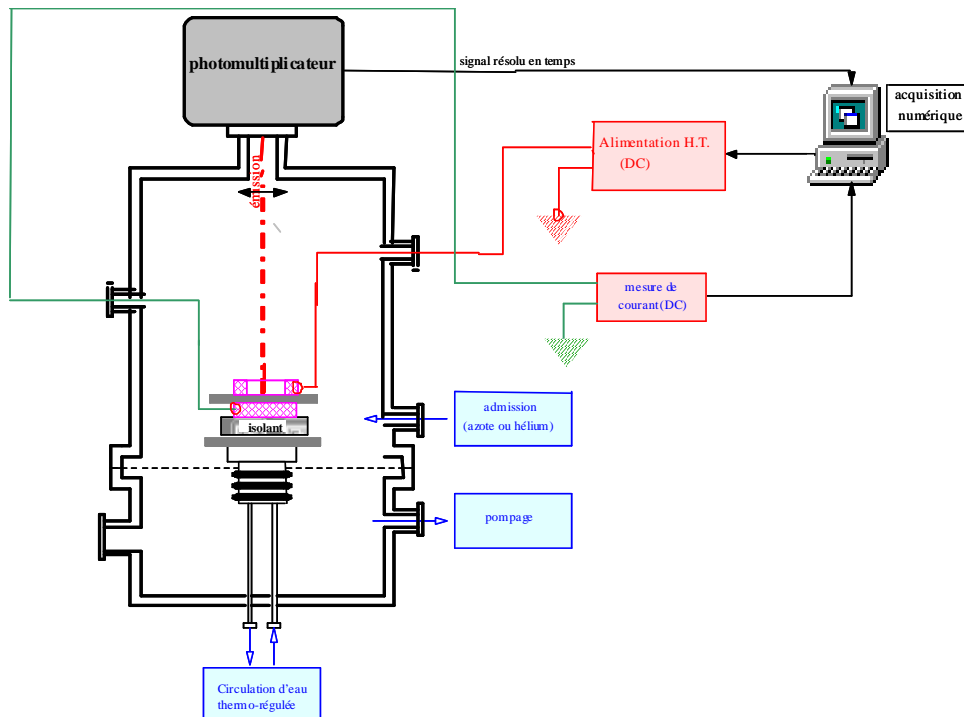 photomultiplicateur
signal résolu en temps
acquisition
numérique
Alimentation H.T.
(DC)
émission
mesure de
courant (DC)
admission
(azote ou hélium)
isolant
pompage
Circulation d'eau
thermo-régulée